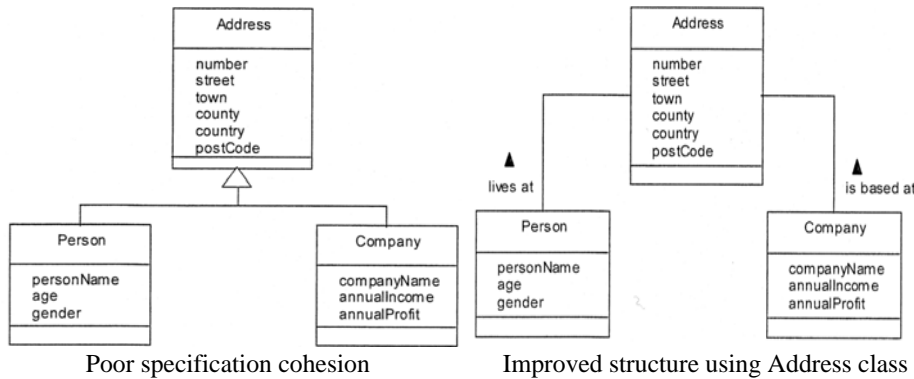 Address
number
street
town
county
country
postCode
Person
personName
age
gender
Company
companyName
annualIncome
annualProfit
Poor specification cohesion
Address
number
street
town
county
country
postCode
lives at
is based at
Person
personName
age
gender
Company
companyName
annualIncome
annualProfit
Improved structure using Address class